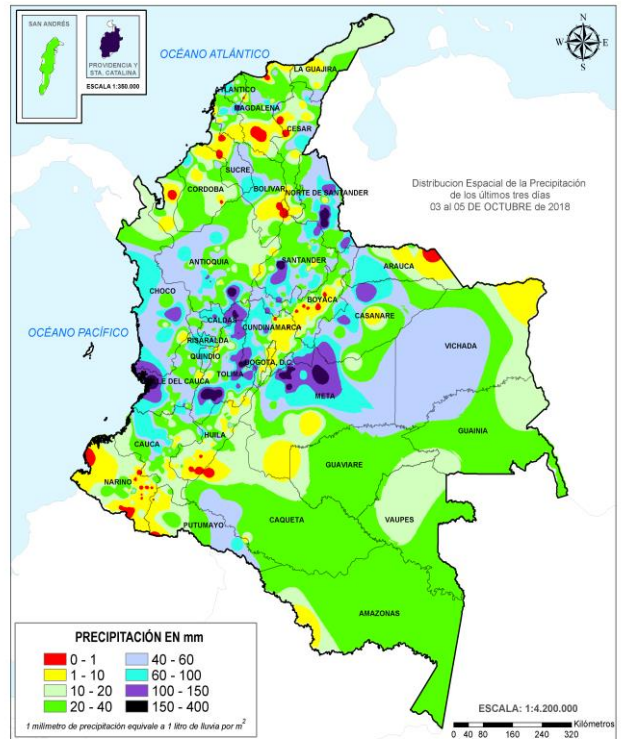 SAN ANDRÉS
PROVIDENCIA Y
STA. CATALINA
ESCALA 1:350.000
OCÉANO ATLÁNTICO
N
W E
S
LA GUAJIRA
ATLANTICO
MAGDALENA
CESAR
SUCRE
CORDOBA
BOLIVAR
NORTE DE SANTANDER
Distribucion Espacial de la Precipitación
de los últimos tres días
03 al 05 DE OCTUBRE de 2018
ANTIOQUIA
SANTANDER
ARAUCA
CHOCO
BOYACA
CASANARE
CALDAS
CUNDINAMARCA
OCÉANO PACÍFICO
RISARALDA
VICHADA
QUINDIO
BOGOTA, D.C.
TOLIMA
VALLE DEL CAUCA
META
GUAINIA
CAUCA
HUILA
GUAVIARE
NARIÑO
CAQUETA
VAUPES
PUTUMAYO
AMAZONAS
PRECIPITACIÓN EN mm
0 - 1 40 - 60
1 - 10 60 - 100
10 - 20 100 - 150
20 - 40 150 - 400
1 milimetro de precipitación equivale a 1 litro de lluvia por m2
ESCALA: 1:4.200.000
Kilómetros
0 40 80 160 240 320